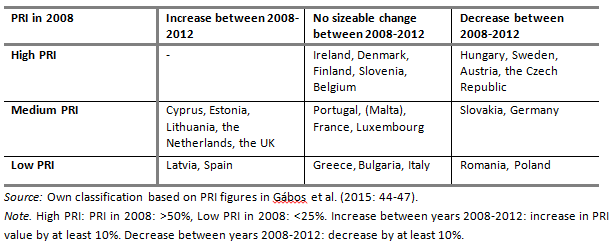 PRI in 2008 Increase between 2008-2012 No sizeable change between 2008-2012 Decrease between 2008-2012
High PRI - Ireland, Denmark, Finland, Slovenia, Belgium Hungary, Sweden, Austria, the Czech Republic
Medium PRI Cyprus, Estonia, Lithuania, the Netherlands, the UK Portugal, (Malta), France, Luxembourg Slovakia, Germany
Low PRI Latvia, Spain Greece, Bulgaria, Italy Romania, Poland
Source: Own classification based on PRI figures in Gábos et al. (2015: 44-47).
Note. High PRI: PRI in 2008: >50%, Low PRI in 2008: <25%. Increase between years 2008-2012: increase in PRI
value by at least 10%. Decrease between years 2008-2012: decrease by at least 10%.